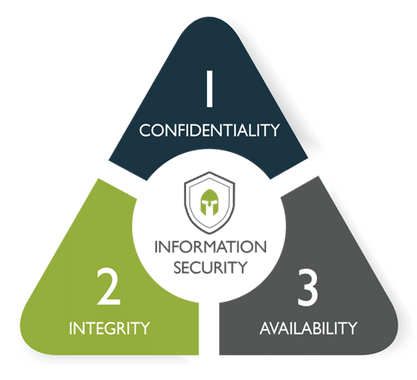 1
CONFIDENTIALITY
INFORMATION
SECURITY
2
INTEGRITY
3
AVAILABILITY